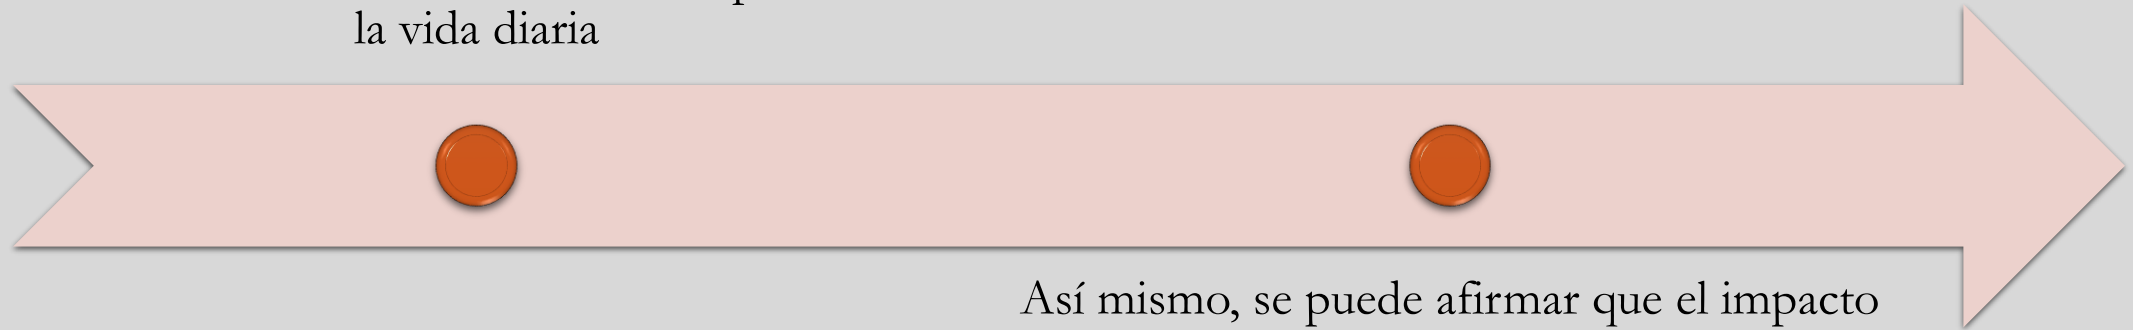 la vida diaria
Así mismo, se puede afirmar que el impacto